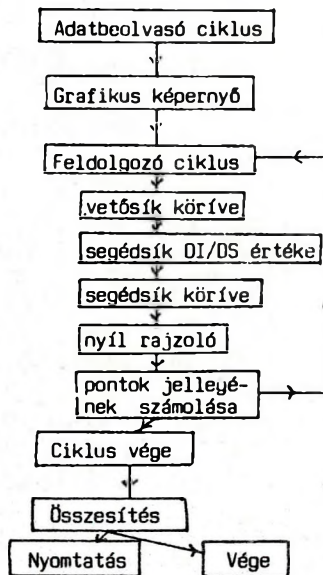 Adatbeolvasó ciklus
Grafikus képernyő
Feldolgozó ciklus
vetősík köríve
segédsík DI/DS értéke
segédsík köríve
nyíl rajzoló
pontok jellegé-
nek számolása
Ciklus vége
Összesítés
Nyomtatás
Vége